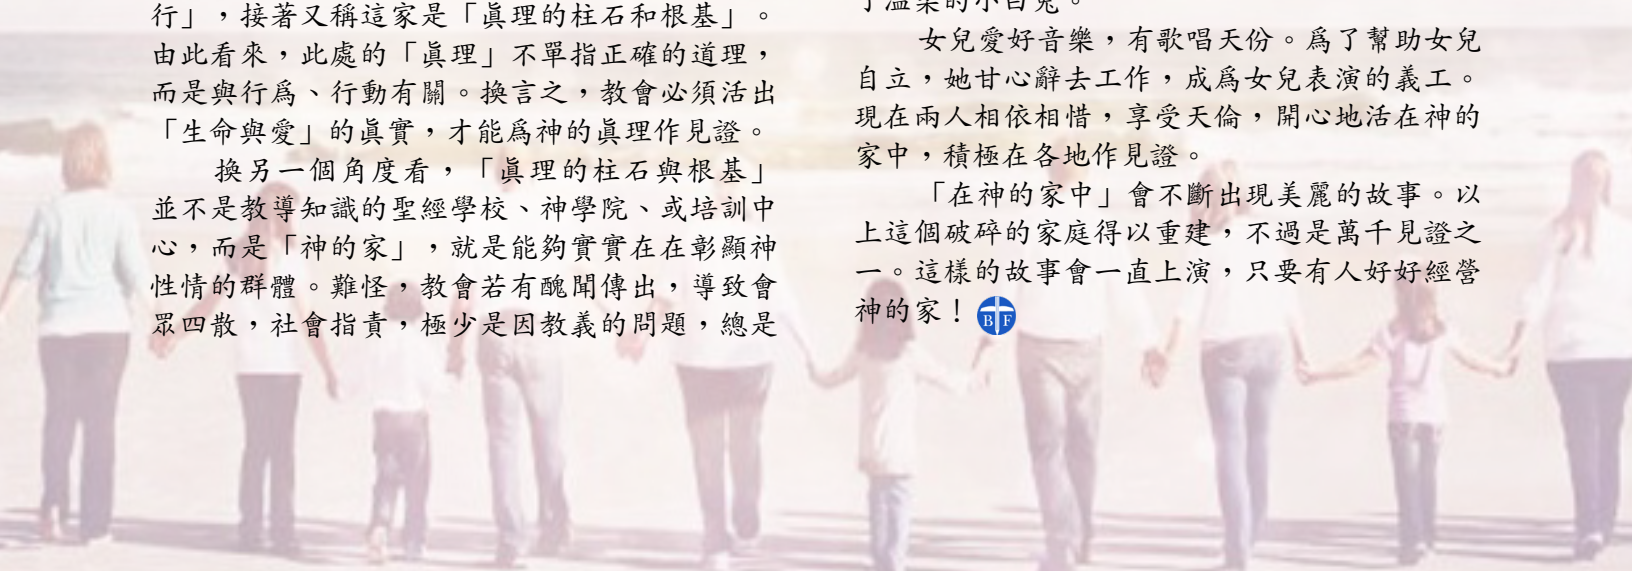 行」，接著又稱這家是「眞理的柱石和根基」。
由此看來，此處的「眞理」不單指正確的道理，
而是與行爲、行動有關。換言之，教會必須活出
「生命與愛」的眞實，才能爲神的眞理作見證。
換另一個角度看，「眞理的柱石與根基」
並不是教導知識的聖經學校、神學院、或培訓中
心，而是「神的家」，就是能夠實實在在彰顯神
性情的群體。難怪，教會若有醜聞傳出，導致會
眾四散，社會指責，極少是因教義的問題，總是
了溫柔的小白兔。
女兒愛好音樂，有歌唱天份。爲了幫助女兒
自立，她甘心辭去工作，成爲女兒表演的義工。
現在兩人相依相惜，享受天倫，開心地活在神的
家中，積極在各地作見證。
「在神的家中」會不斷出現美麗的故事。以
上這個破碎的家庭得以重建，不過是萬千見證之
一。這樣的故事會一直上演，只要有人好好經營
神的家！BF